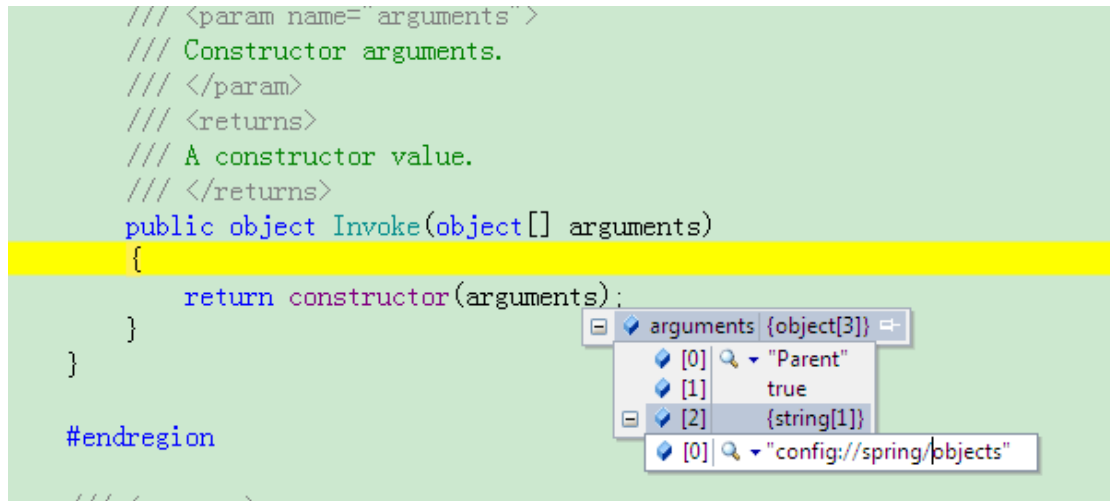 /// <param name="arguments">
/// Constructor arguments.
/// </param>
/// <returns>
/// A constructor value.
/// </returns>
public object Invoke(object[] arguments)
{
return constructor(arguments);
arguments {object[3]}
}
[0] "Parent"
[1] true
}
[2] {string[1]}
#endregion
[0] "config://spring/objects"